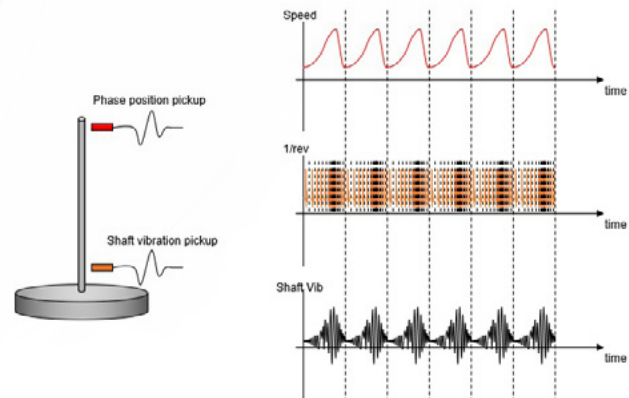 Speed
time
Phase position pickup
1/rev
time
Shaft vibration pickup
Shaft Vib
time